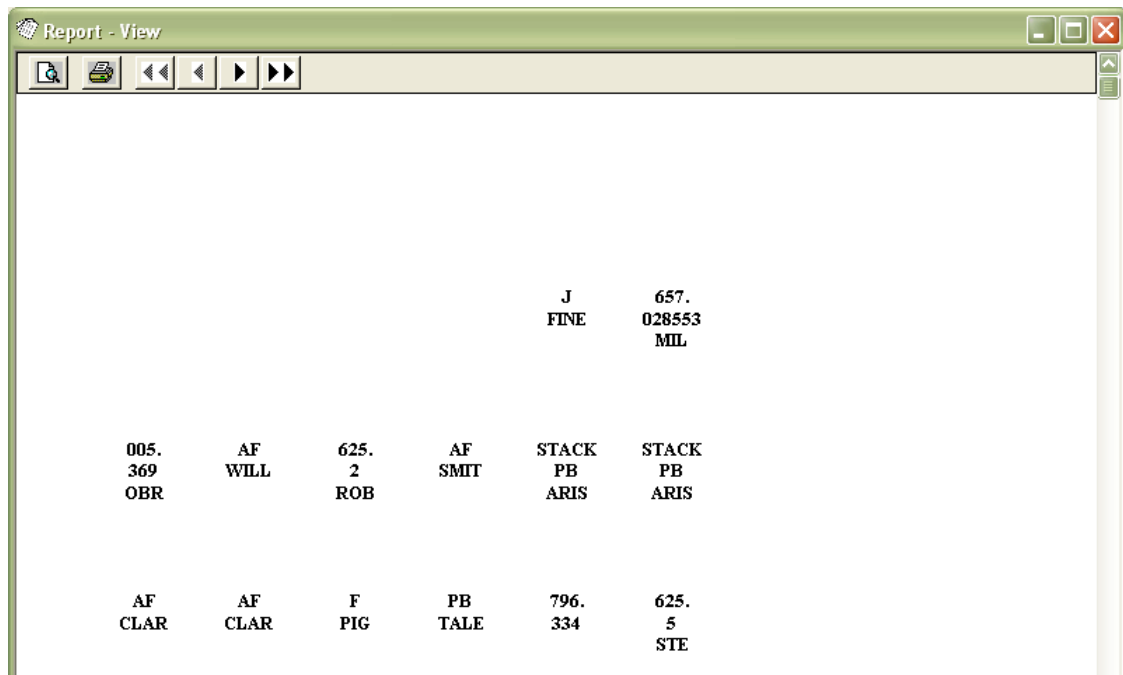 Report - View
J 657.
FINE 028553
MIL
005. AF 625. AF STACK STACK
369 WILL 2 SMIT PB PB
OBR ROB ARIS ARIS
AF AF F PB 796. 625.
CLAR CLAR PIG TALE 334 5
STE